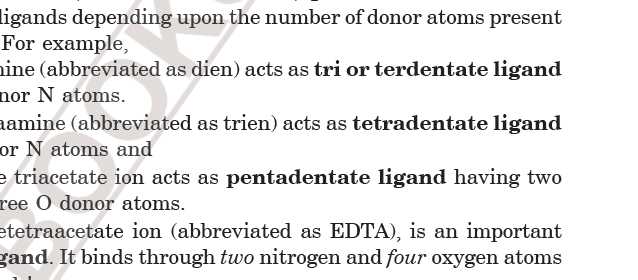 ligands depending upon the number of donor atoms present
For example,
mine (abbreviated as dien) acts as tri or terdentate ligand
nor N atoms.
aamine (abbreviated as trien) acts as tetradentate ligand
or N atoms and
e triacetate ion acts as pentadentate ligand having two
ree O donor atoms.
etetraacetate ion (abbreviated as EDTA), is an important
gand. It binds through two nitrogen and four oxygen atoms